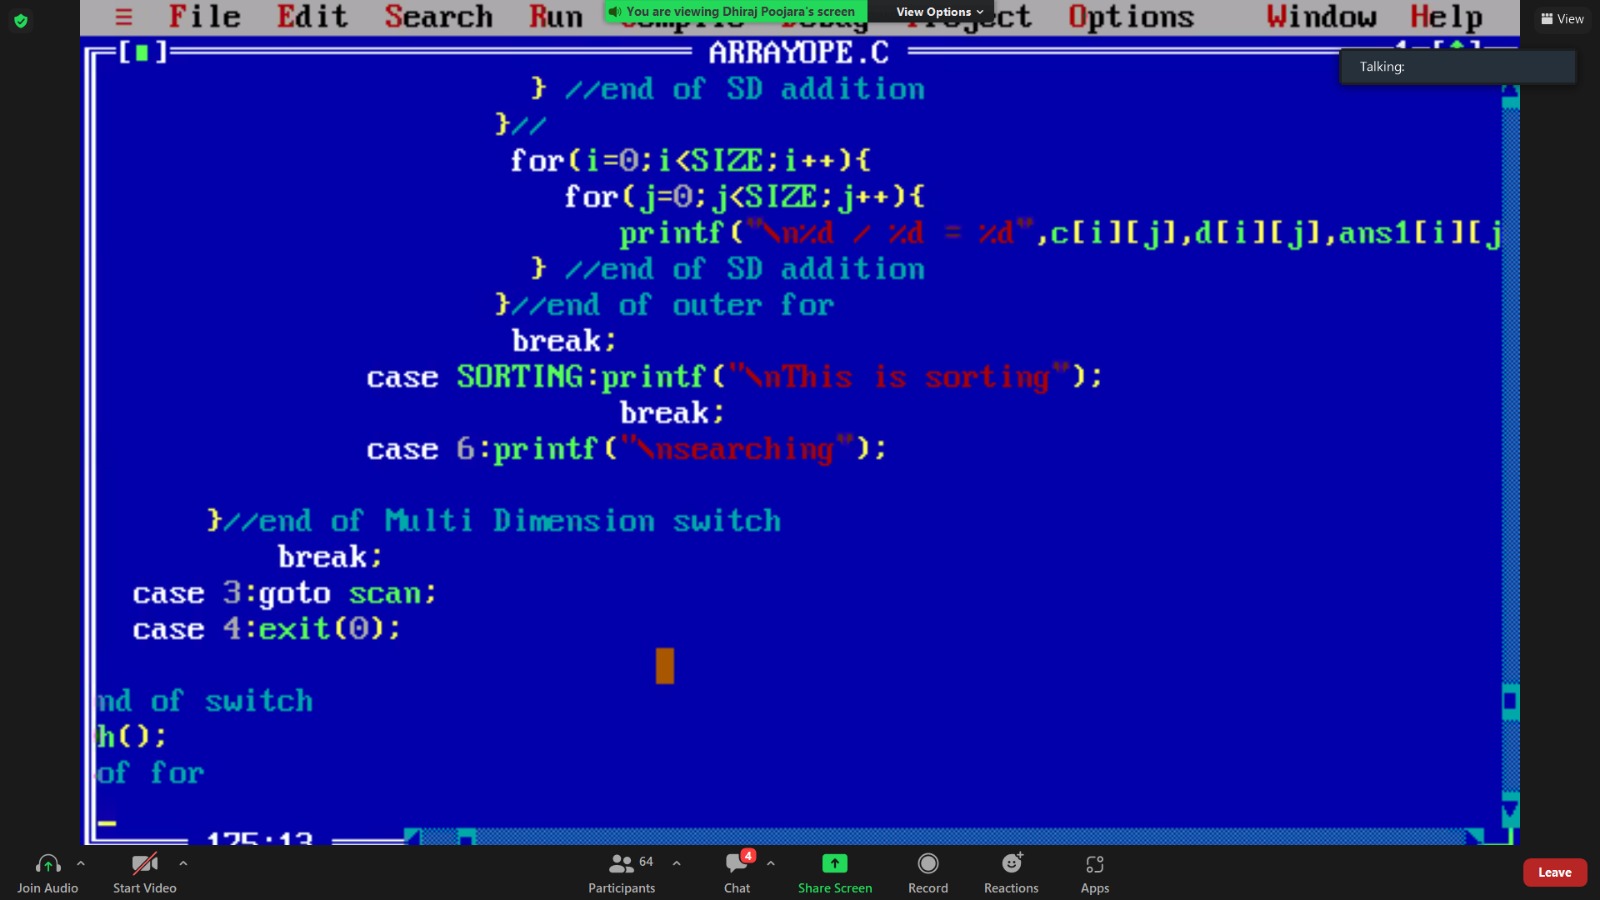 ≡ File Edit Search Run Options Window Help
You are viewing Dhiraj Poojara's screen View Options
View
ARRAYOPE.C
Talking:
} //end of SD addition
}//
for(i=0;i<SIZE;i++){
for(j=0;j<SIZE;j++){
printf("\n%d / %d = %d",c[i][j],d[i][j],ans1[i][j
} //end of SD addition
}//end of outer for
break;
case SORTING:printf("\nThis is sorting");
break;
case 6:printf("\nsearching");
}//end of Multi Dimension switch
break;
case 3:goto scan;
case 4:exit(0);
nd of switch
h();
of for
175:13
64
4
Join Audio Start Video Participants Chat Share Screen Record Reactions Apps Leave